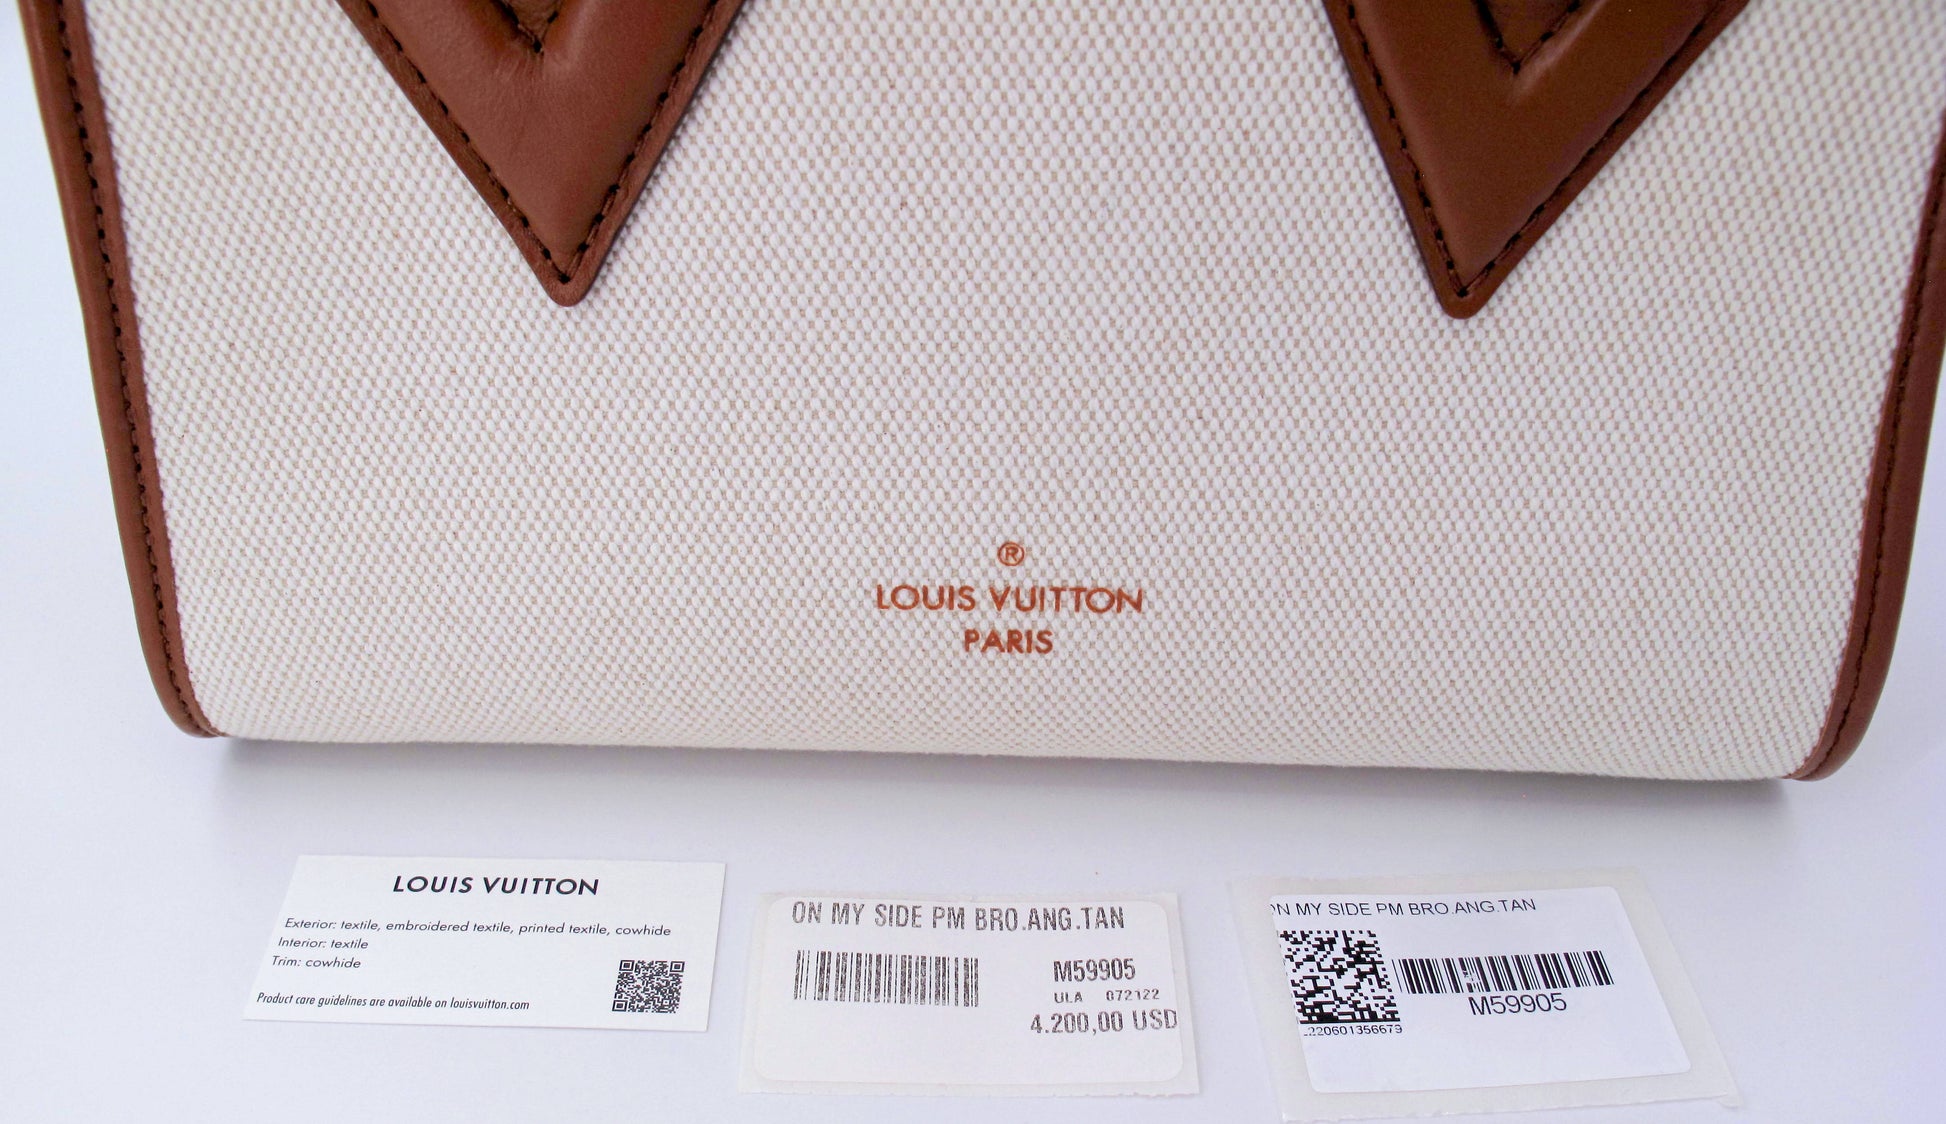 ®
LOUIS VUITTON
PARIS
LOUIS VUITTON
Exterior: textile, embroidered textile, printed textile, cowhide
Interior: textile
Trim: cowhide
Product care guidelines are available on louisvuitton.com
ON MY SIDE PM BRO.ANG.TAN
M59905
ULA 072122
4.200,00 USD
ON MY SIDE PM BRO.ANG.TAN
M59905
220601356679